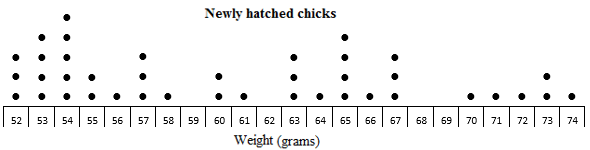 Newly hatched chicks
52 53 54 55 56 57 58 59 60 61 62 63 64 65 66 67 68 69 70 71 72 73 74
Weight (grams)